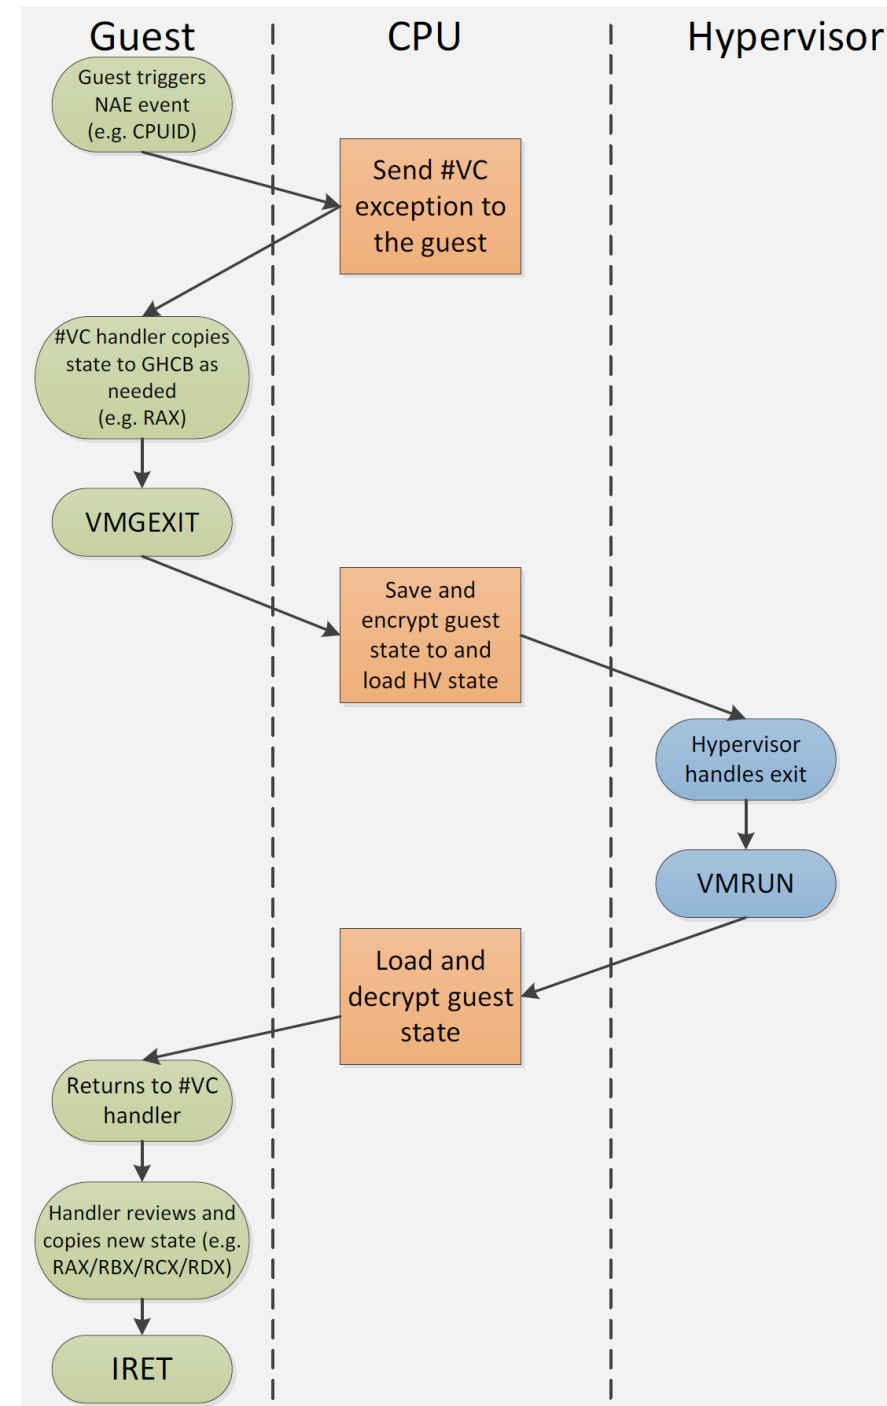 Guest
CPU
Hypervisor
Guest triggers
NAE event
(e.g. CPUID)
Send #VC
exception to
the guest
#VC handler copies
state to GHCB as
needed
(e.g. RAX)
VMGEXIT
Save and
encrypt guest
state to and
load HV state
Hypervisor
handles exit
VMRUN
Load and
decrypt guest
state
Returns to #VC
handler
Handler reviews and
copies new state (e.g.
RAX/RBX/RCX/RDX)
IRET